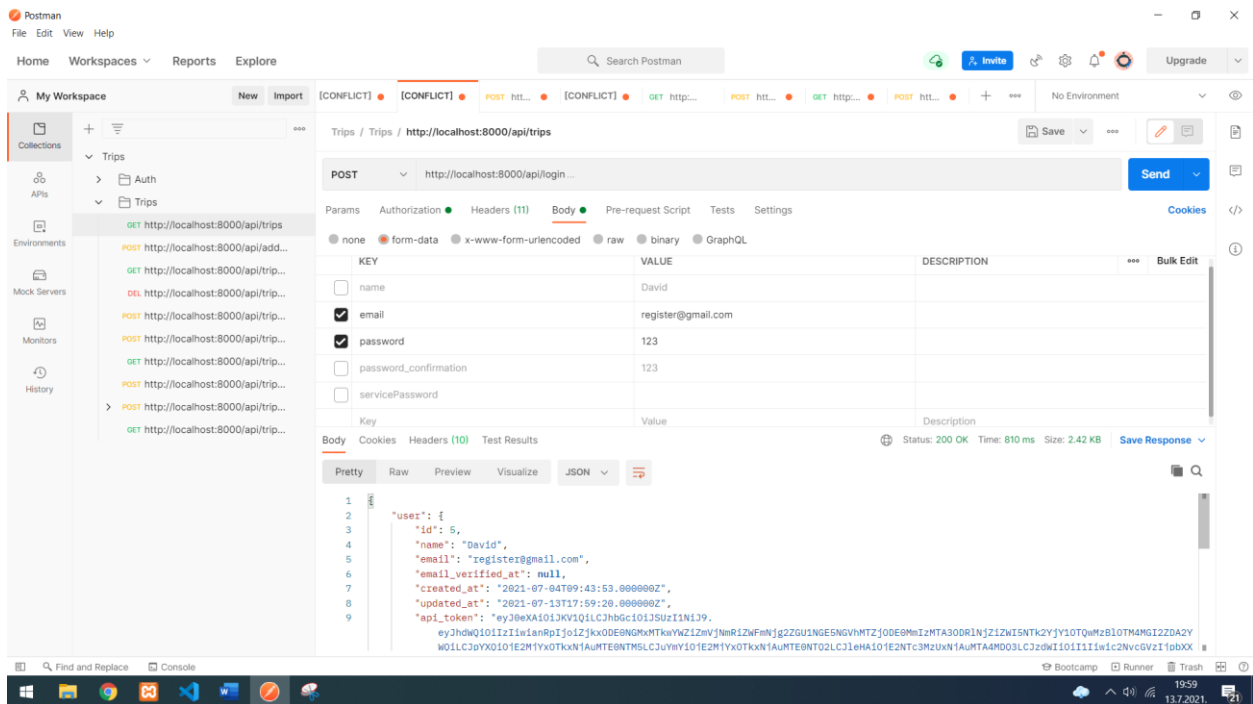 Postman
File Edit View Help
Home Workspaces Reports Explore Search Postman Invite Upgrade
My Workspace New Import [CONFLICT] [CONFLICT] POST htt... [CONFLICT] GET http:... POST htt... GET http:... POST htt... No Environment
Collections
APIs
Environments
Mock Servers
Monitors
History
Trips
Auth
Trips
GET http://localhost:8000/api/trips
POST http://localhost:8000/api/add...
GET http://localhost:8000/api/trip...
DEL http://localhost:8000/api/trip...
POST http://localhost:8000/api/trip...
POST http://localhost:8000/api/trip...
GET http://localhost:8000/api/trip...
POST http://localhost:8000/api/trip...
POST http://localhost:8000/api/trip...
GET http://localhost:8000/api/trip...
Trips / Trips / http://localhost:8000/api/trips Save
POST http://localhost:8000/api/login ... Send
Params Authorization Headers (11) Body Pre-request Script Tests Settings Cookies
none form-data x-www-form-urlencoded raw binary GraphQL
KEY VALUE DESCRIPTION Bulk Edit
name David
email register@gmail.com
password 123
password_confirmation 123
servicePassword
Key Value Description
Body Cookies Headers (10) Test Results Status: 200 OK Time: 810 ms Size: 2.42 KB Save Response
Pretty Raw Preview Visualize JSON
1 {
2 "user": {
3 "id": 5,
4 "name": "David",
5 "email": "register@gmail.com",
6 "email_verified_at": null,
7 "created_at": "2021-07-04T09:43:53.000000Z",
8 "updated_at": "2021-07-13T17:59:20.000000Z",
9 "api_token": "eyJ0eXAiOiJKV1QiLCJhbGciOiJSUzI1NiJ9.
Find and Replace Console Bootcamp Runner Trash
19:59
13.7.2021.
21